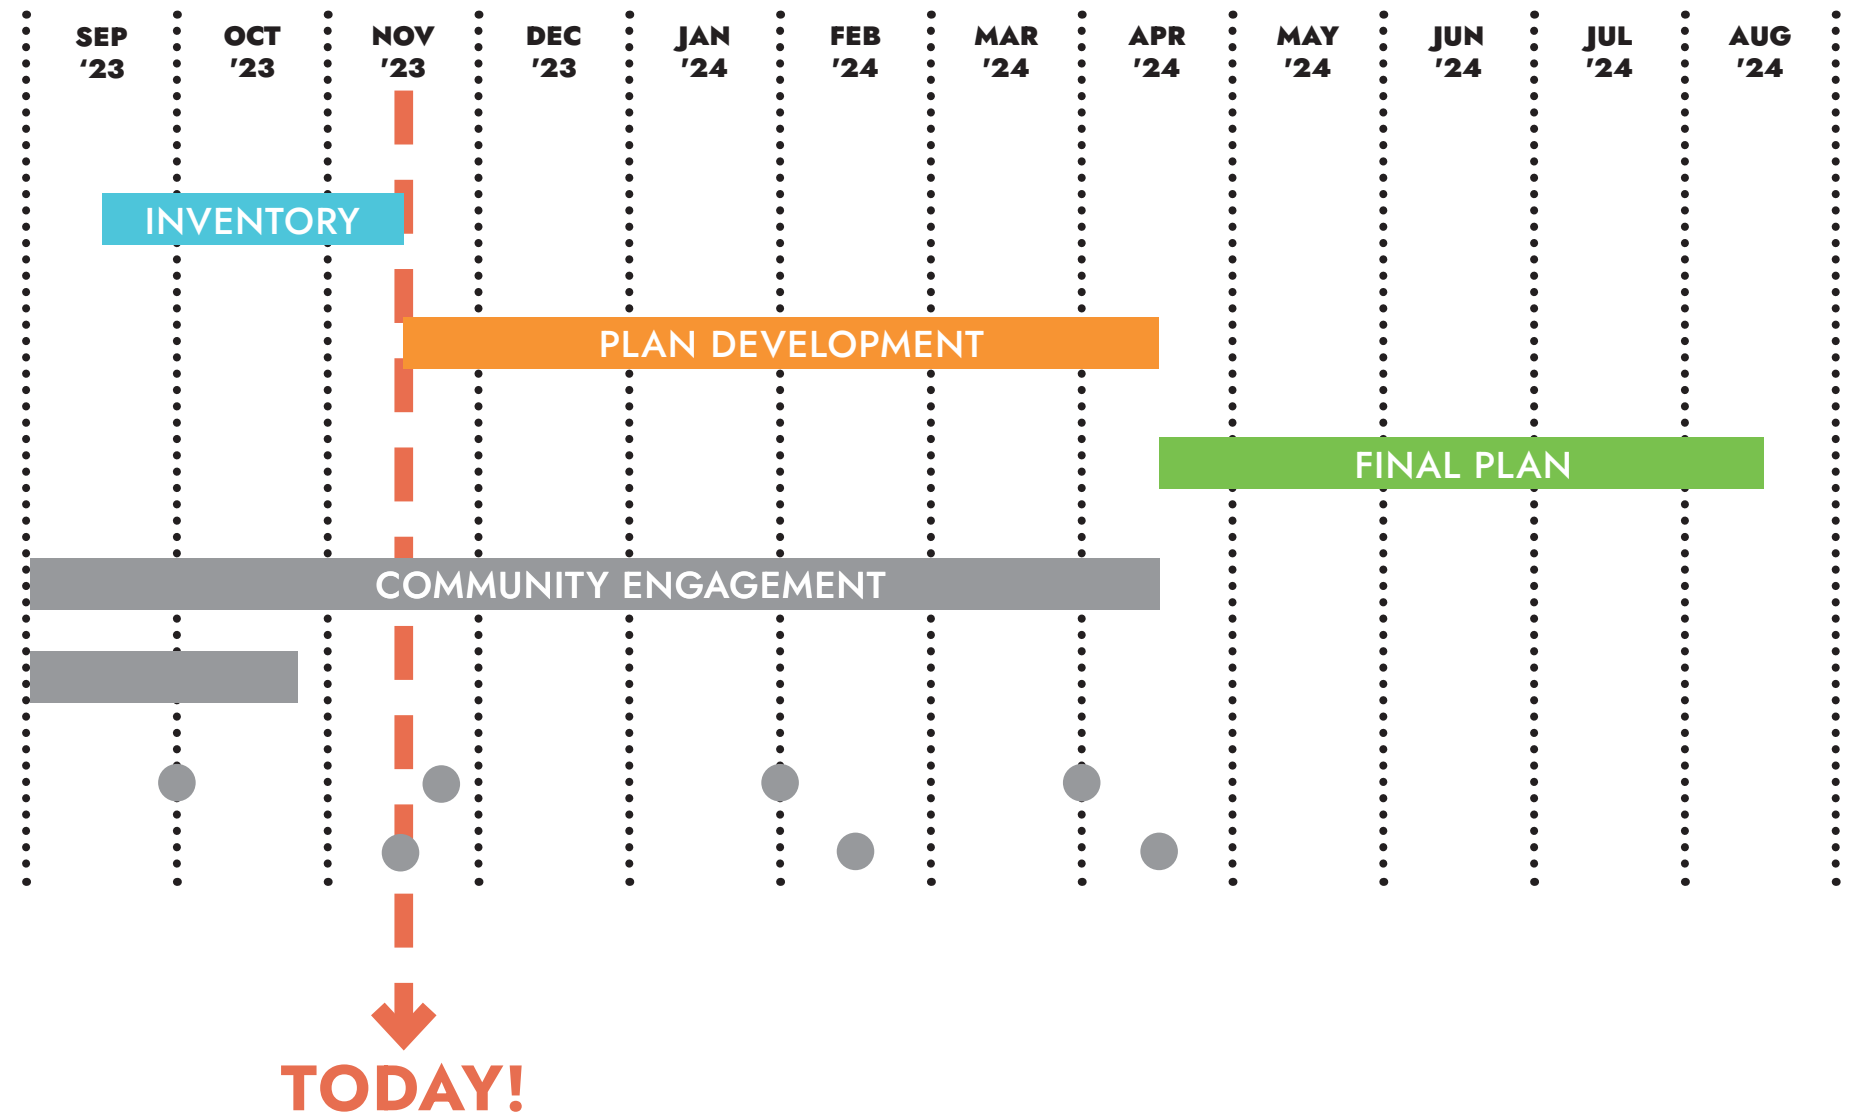 SEP OCT NOV DEC JAN FEB MAR APR MAY JUN JUL AUG
‘23 '23 '23 '23 '24 '24 '24 '24 '24 '24 '24 '24
INVENTORY
PLAN DEVELOPMENT
FINAL PLAN
COMMUNITY ENGAGEMENT
TODAY!